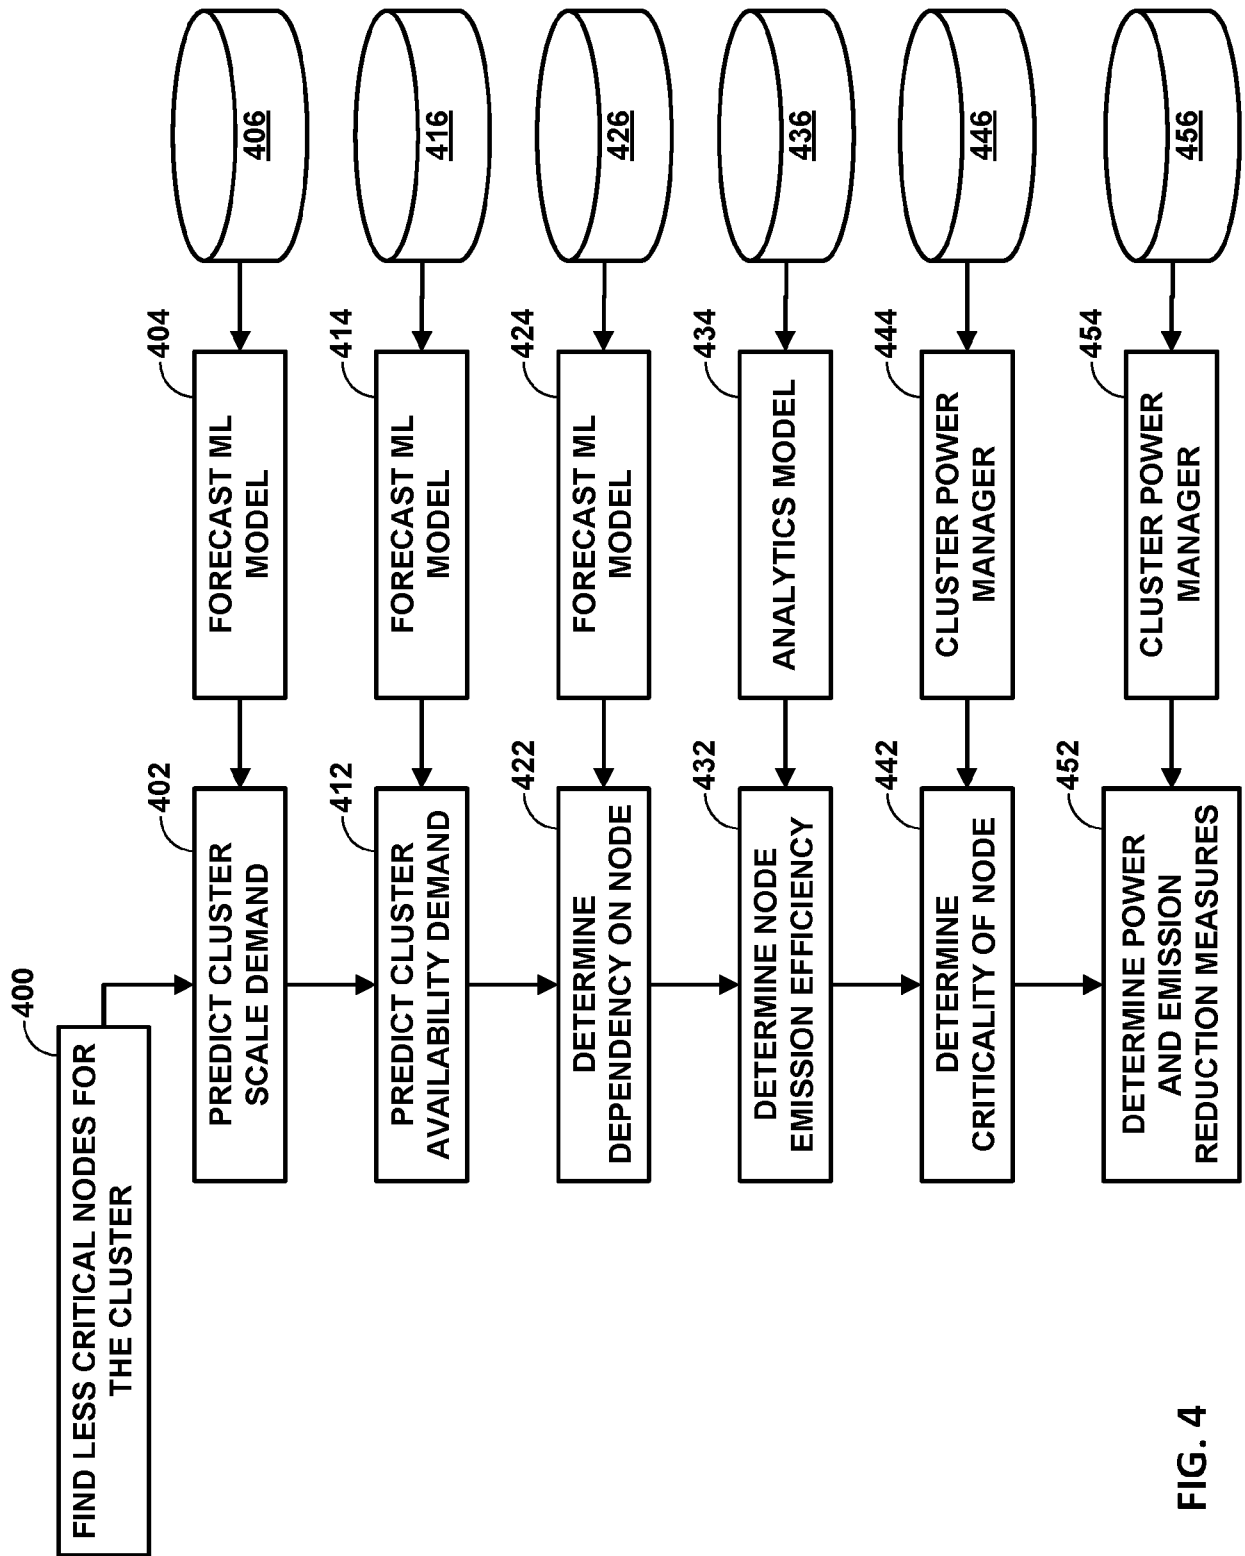 400
FIND LESS CRITICAL NODES FOR
THE CLUSTER
402
PREDICT CLUSTER
SCALE DEMAND
404
FORECAST ML
MODEL
406
412
PREDICT CLUSTER
AVAILABILITY DEMAND
414
FORECAST ML
MODEL
416
422
DETERMINE
DEPENDENCY ON NODE
424
FORECAST ML
MODEL
426
432
DETERMINE NODE
EMISSION EFFICIENCY
434
ANALYTICS MODEL
436
442
DETERMINE
CRITICALITY OF NODE
444
CLUSTER POWER
MANAGER
446
452
DETERMINE POWER
AND EMISSION
REDUCTION MEASURES
454
CLUSTER POWER
MANAGER
456
FIG. 4